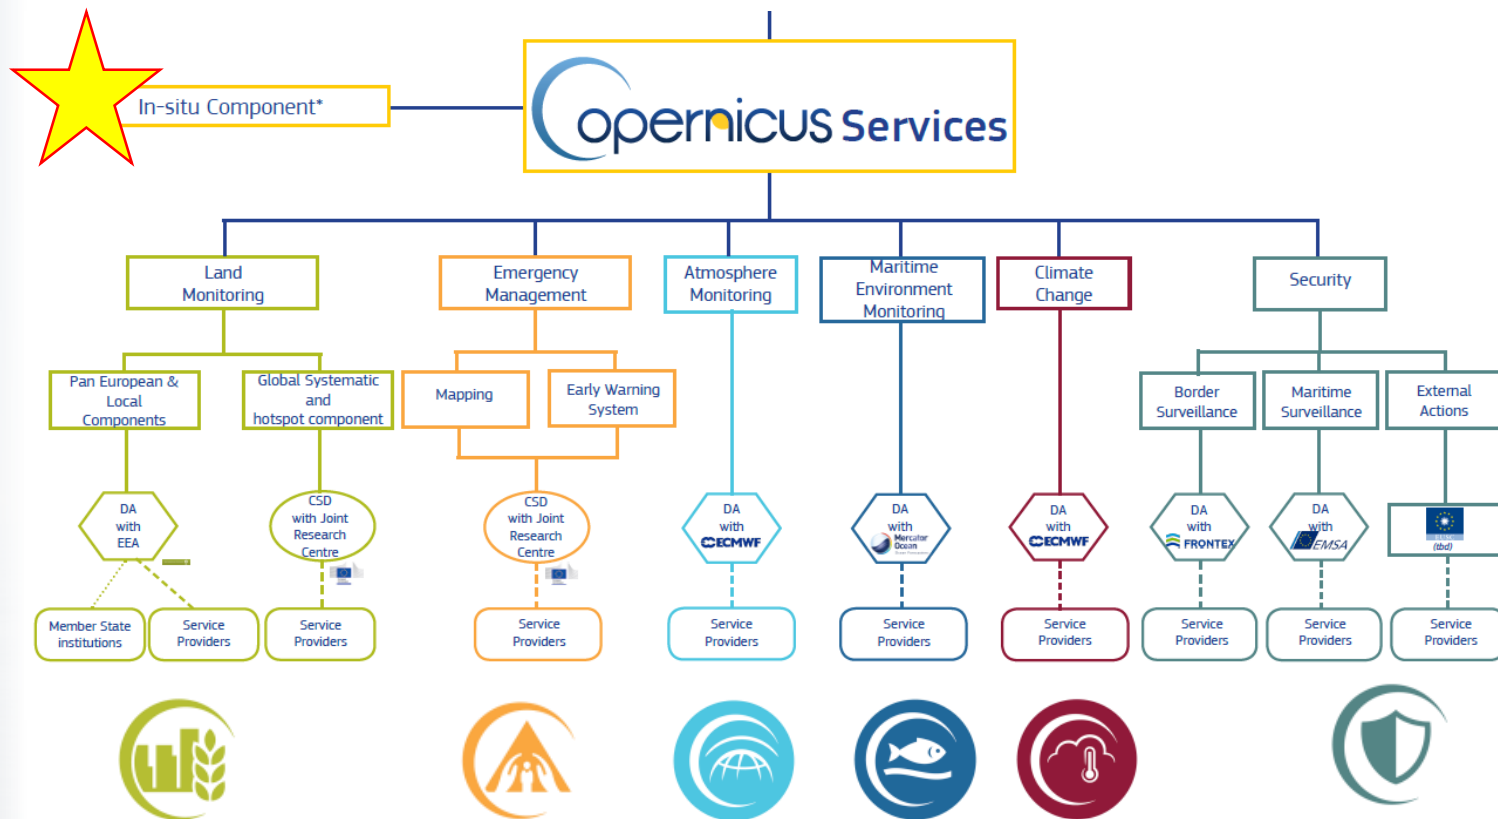 In-situ Component*
Copernicus Services
Land
Monitoring
Emergency
Management
Atmosphere
Monitoring
Maritime
Environment
Monitoring
Climate
Change
Security
Pan European &
Local
Components
Global Systematic
and
hotspot component
Mapping
Early Warning
System
Border
Surveillance
Maritime
Surveillance
External
Actions
DA
with
EEA
CSD
with Joint
Research
Centre
CSD
with Joint
Research
Centre
DA
with
ECMWF
DA
with
Mercator
Ocean
DA
with
ECMWF
DA
with
FRONTEX
DA
with
EMSA
(tbd)
Member State
institutions
Service
Providers
Service
Providers
Service
Providers
Service
Providers
Service
Providers
Service
Providers
Service
Providers
Service
Providers
Service
Providers